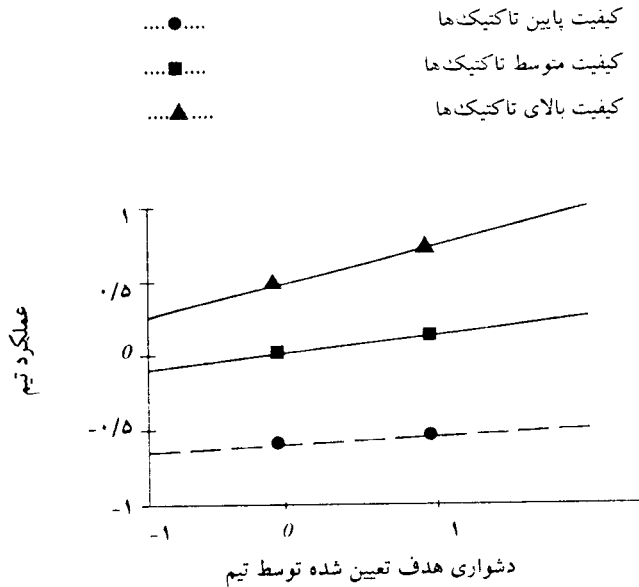 کیفیت پایین تاکتیک‌ها
کیفیت متوسط تاکتیک‌ها
کیفیت بالای تاکتیک‌ها
۱
۰/۵
عملکرد تیم
0
-۰/۵
-۱
-۱ 0 ۱
دشواری هدف تعیین شده توسط تیم